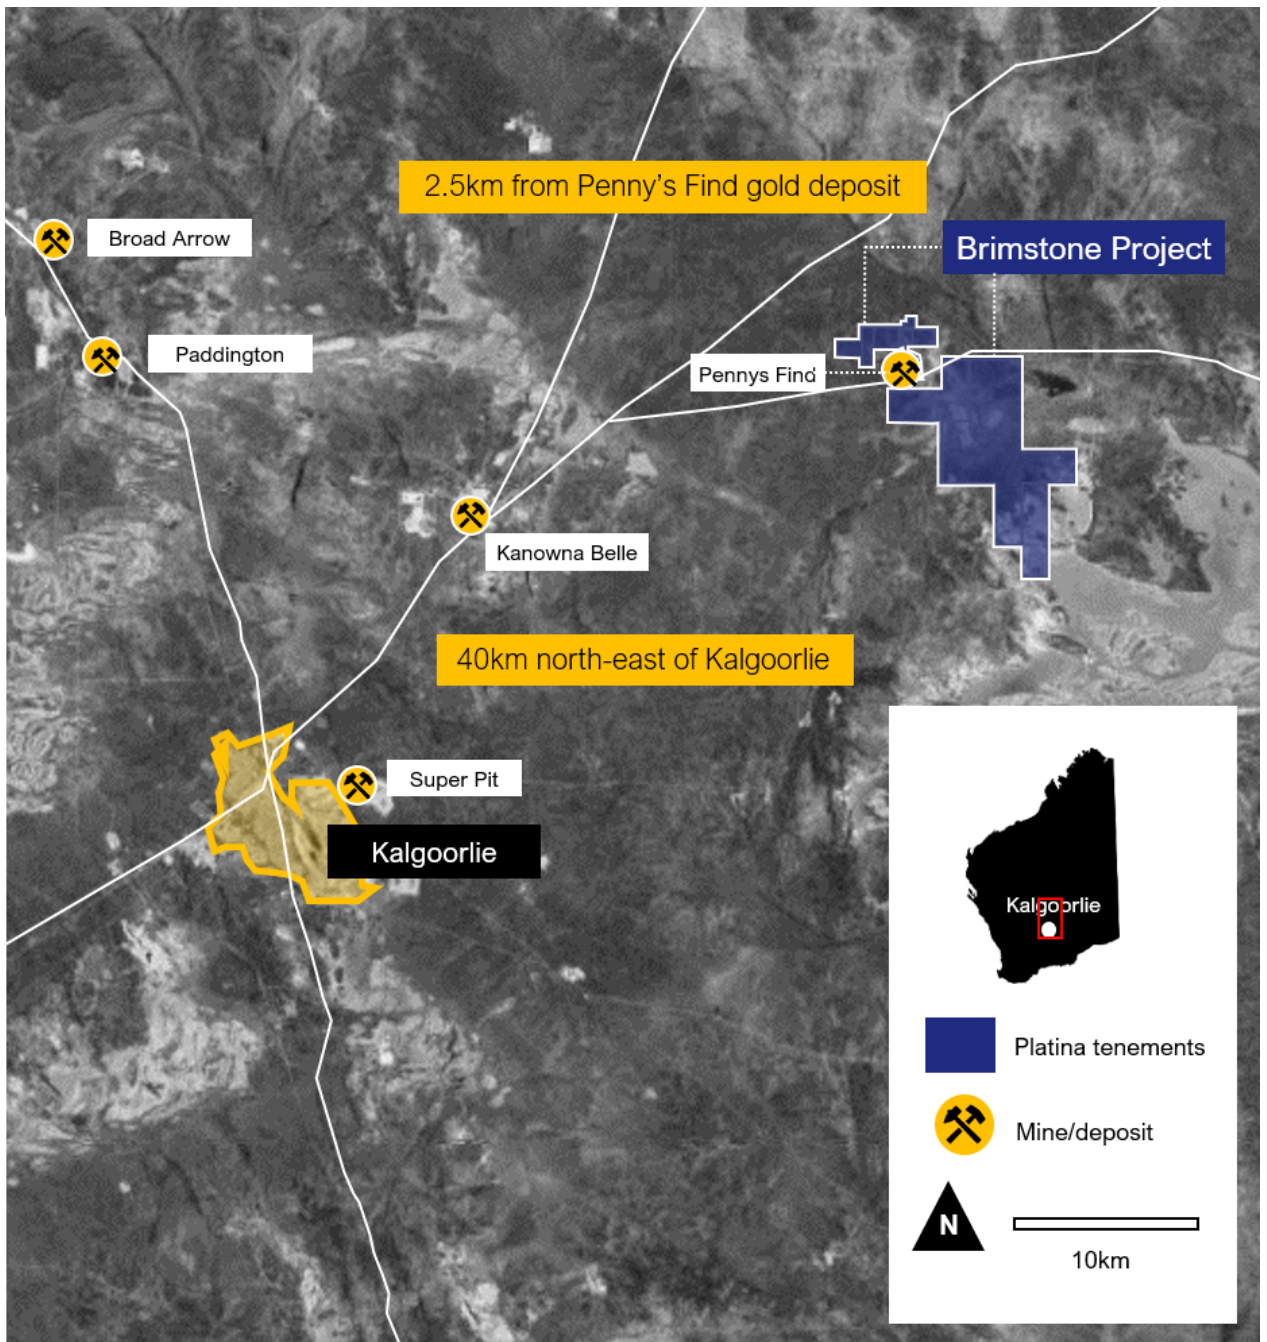 2.5km from Penny's Find gold deposit
Broad Arrow
Brimstone Project
Paddington
Pennys Find
Kanowna Belle
40km north-east of Kalgoorlie
Super Pit
Kalgoorlie
Kalgoorlie
Platina tenements
Mine/deposit
N
10km